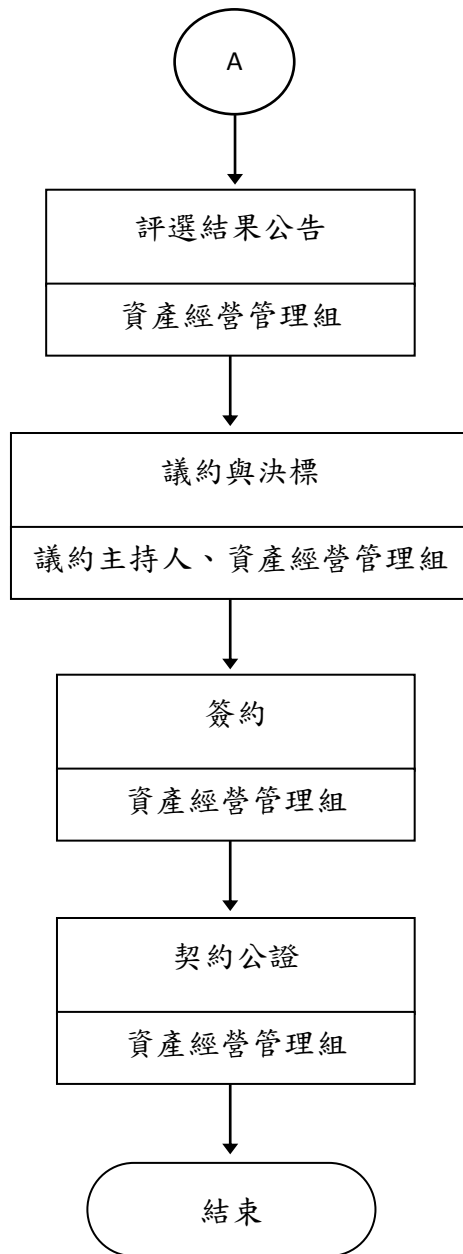 A
評選結果公告
資產經營管理組
議約與決標
議約主持人、資產經營管理組
簽約
資產經營管理組
契約公證
資產經營管理組
結束